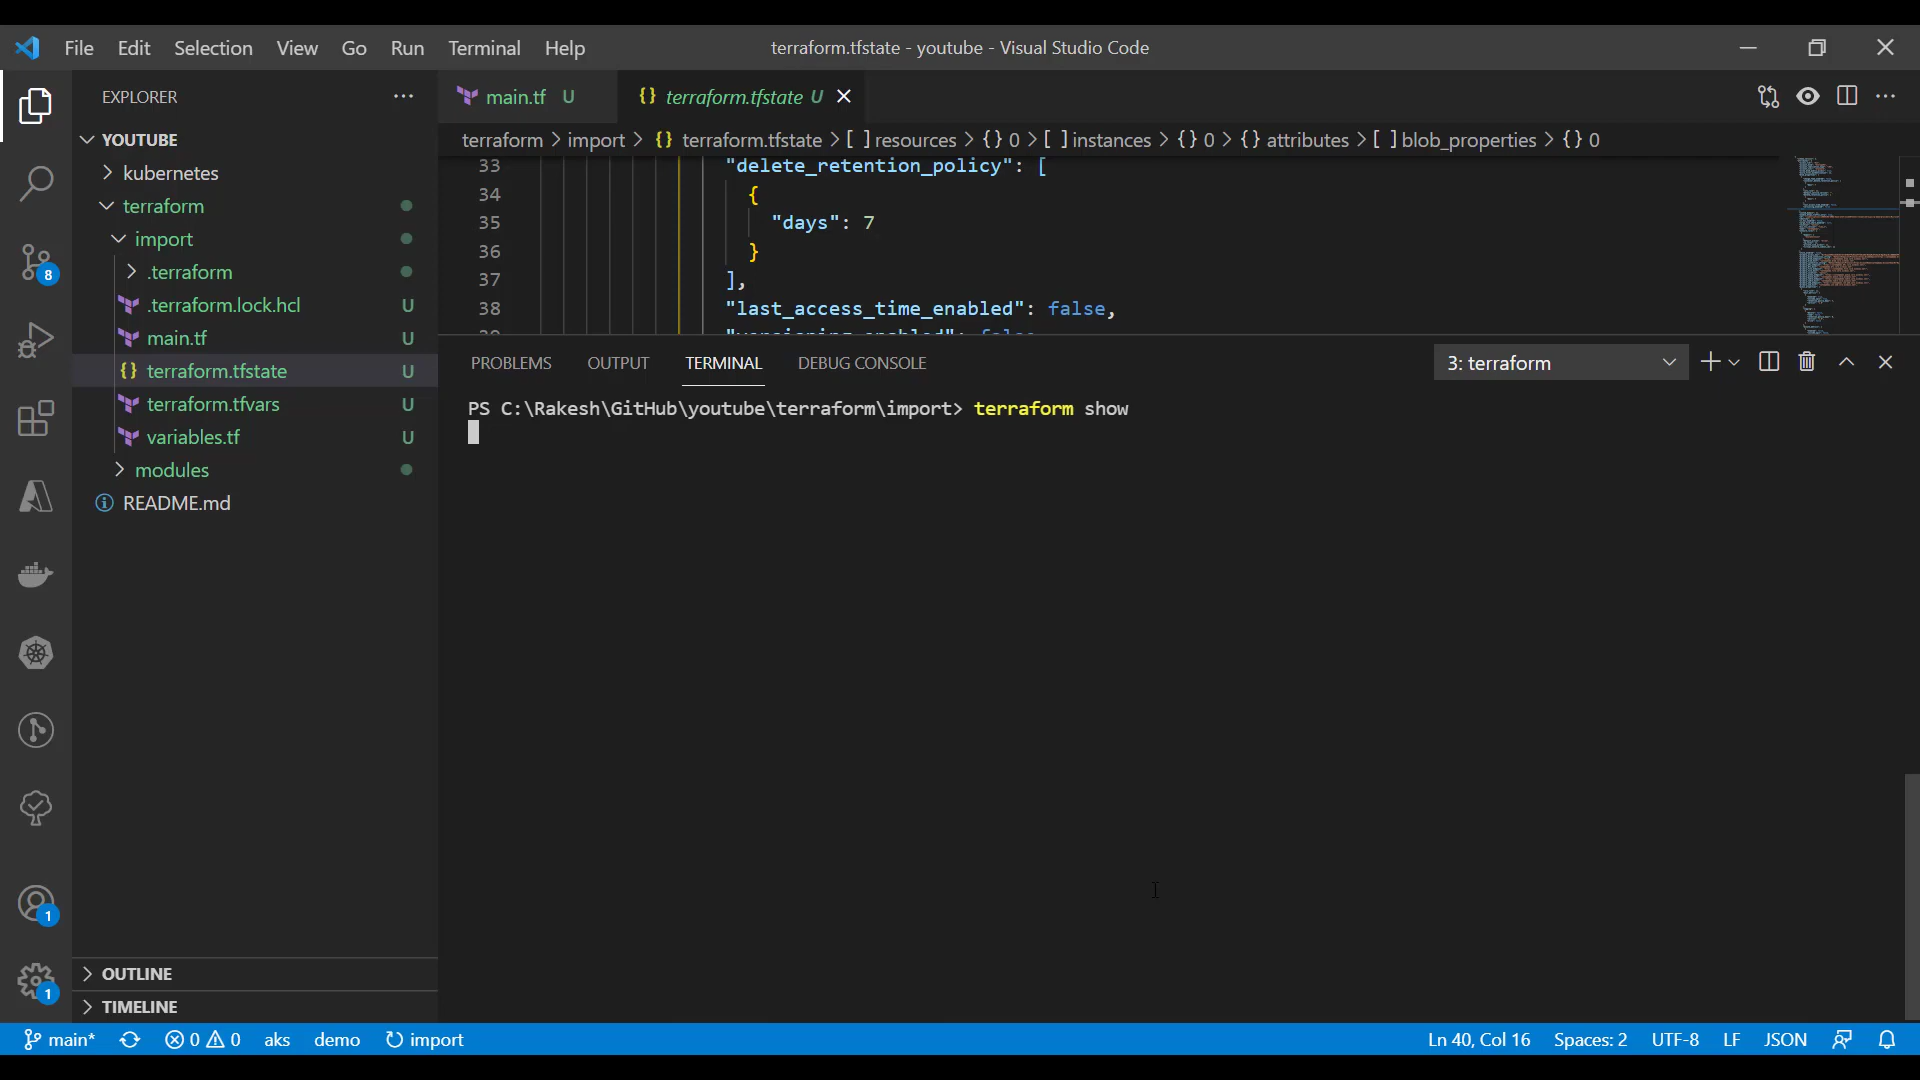 File Edit Selection View Go Run Terminal Help
terraform.tfstate - youtube - Visual Studio Code
EXPLORER
YOUTUBE
kubernetes
terraform
import
.terraform
.terraform.lock.hcl U
main.tf U
{} terraform.tfstate U
terraform.tfvars U
variables.tf U
modules
README.md
OUTLINE
TIMELINE
8
1
1
main.tf U
{} terraform.tfstate U
terraform > import > {} terraform.tfstate > [ ] resources > {} 0 > [ ] instances > {} 0 > {} attributes > [ ] blob_properties > {} 0
33 "delete_retention_policy": [
34 {
35 "days": 7
36 }
37 ],
38 "last_access_time_enabled": false,
PROBLEMS OUTPUT TERMINAL DEBUG CONSOLE
3: terraform
PS C:\Rakesh\GitHub\youtube\terraform\import> terraform show
main* 0 0 aks demo import
Ln 40, Col 16 Spaces: 2 UTF-8 LF JSON